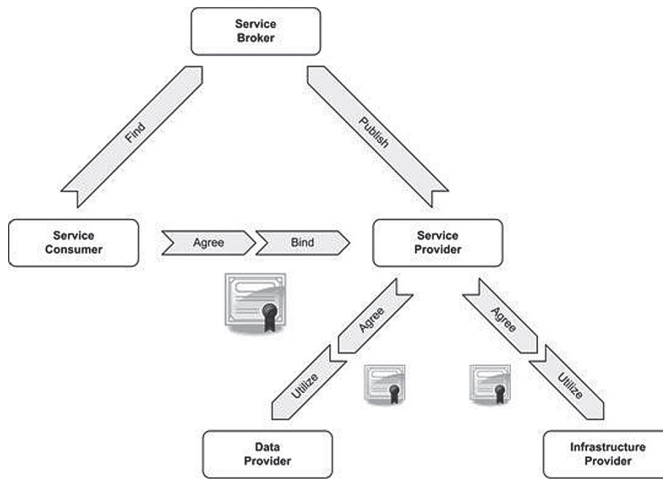 Service
Broker
Find
Publish
Service
Consumer
Agree
Bind
Service
Provider
Agree
Agree
Utilize
Utilize
Data
Provider
Infrastructure
Provider